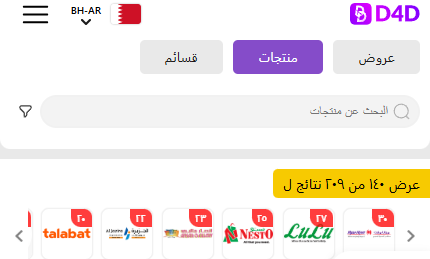 BH-AR
D4D
عروض
منتجات
قسائم
البحث عن منتجات
عرض ١٤٠ من ٢٠٩ نتائج ل
٣٠
٢٧
LuLu
٢٥
NESTO
٢٣
٢٢
٢٠
talabat